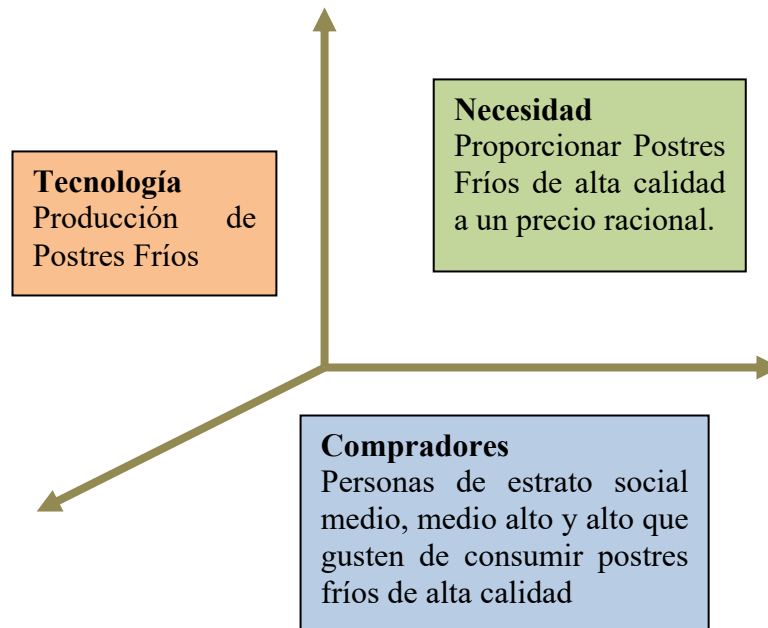 Necesidad
Proporcionar Postres
Fríos de alta calidad
a un precio racional.
Tecnología
Producción de
Postres Fríos
Compradores
Personas de estrato social
medio, medio alto y alto que
gusten de consumir postres
fríos de alta calidad